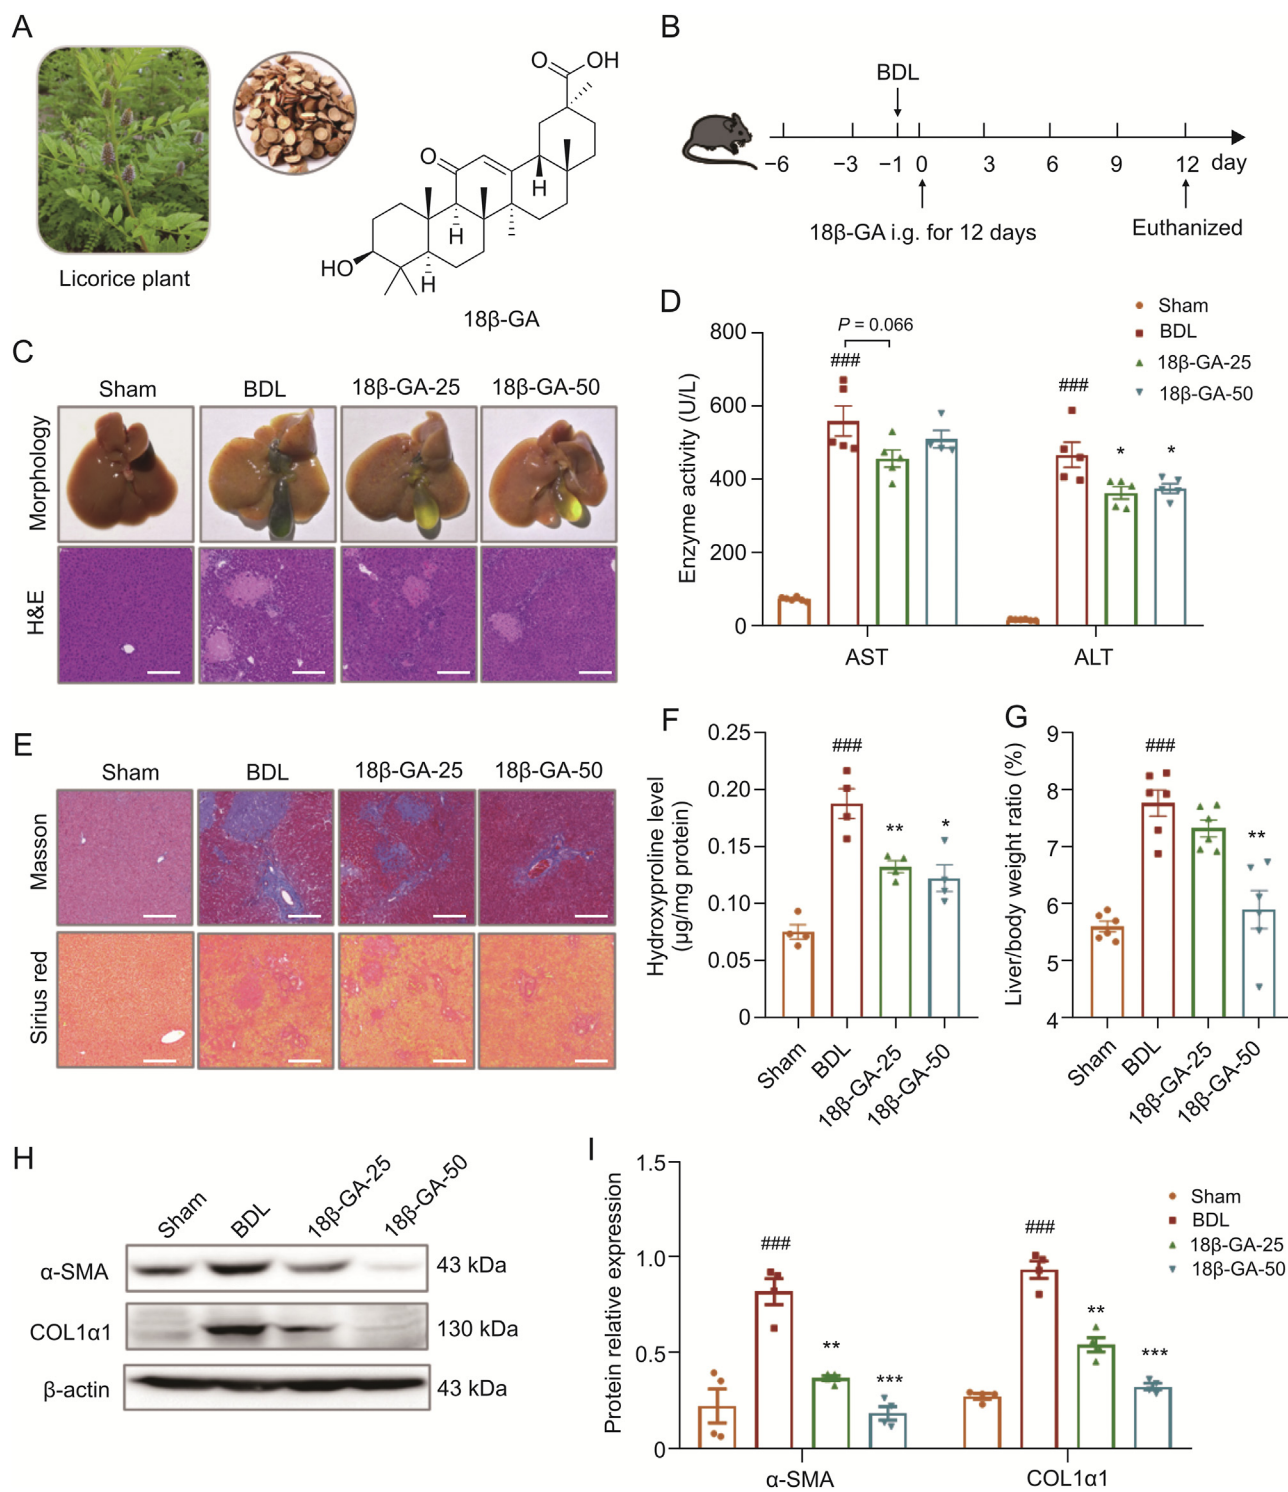 A
O
OH
O
H
H
HO
H
Licorice plant
18β-GA
B
BDL
−6 −3 −1 0 3 6 9 12 day
18β-GA i.g. for 12 days
Euthanized
C
Sham BDL 18β-GA-25 18β-GA-50
Morphology
H&E
D
Sham
BDL
18β-GA-25
18β-GA-50
P = 0.066
### ### * *
Enzyme activity (U/L)
800
600
400
200
0
AST ALT
E
Sham BDL 18β-GA-25 18β-GA-50
Masson
Sirius red
F
Hydroxyproline level
(μg/mg protein)
0.25
0.20
0.15
0.10
0.05
0
###
**
*
Sham BDL 18β-GA-25 18β-GA-50
G
Liver/body weight ratio (%)
9
8
7
6
5
4
###
**
Sham BDL 18β-GA-25 18β-GA-50
H
Sham BDL 18β-GA-25 18β-GA-50
α-SMA 43 kDa
COL1α1 130 kDa
β-actin 43 kDa
I
Protein relative expression
1.5
1.0
0.5
0
### ** *** ### ** ***
Sham
BDL
18β-GA-25
18β-GA-50
α-SMA COL1α1